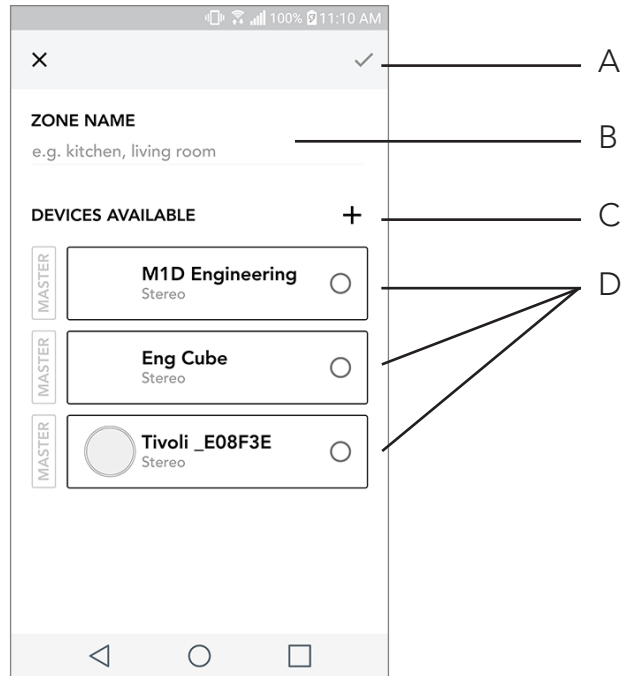 100% 11:10 AM
A
ZONE NAME
B
e.g. kitchen, living room
DEVICES AVAILABLE
C
MASTER
M1D Engineering
Stereo
D
MASTER
Eng Cube
Stereo
MASTER
Tivoli _E08F3E
Stereo